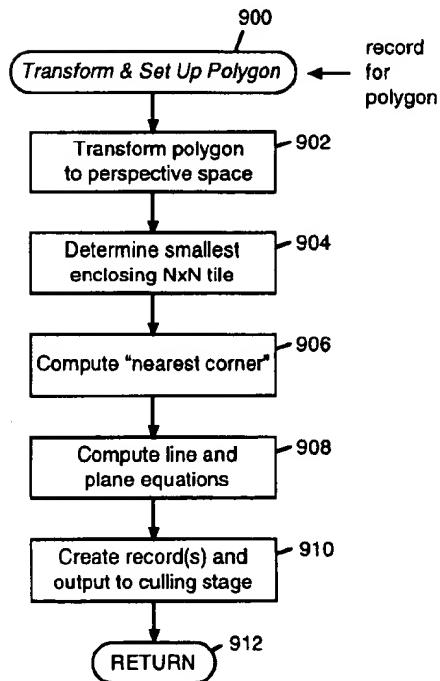 900
Transform & Set Up Polygon
record
for
polygon
902
Transform polygon
to perspective space
904
Determine smallest
enclosing NxN tile
906
Compute "nearest corner"
908
Compute line and
plane equations
910
Create record(s) and
output to culling stage
912
RETURN